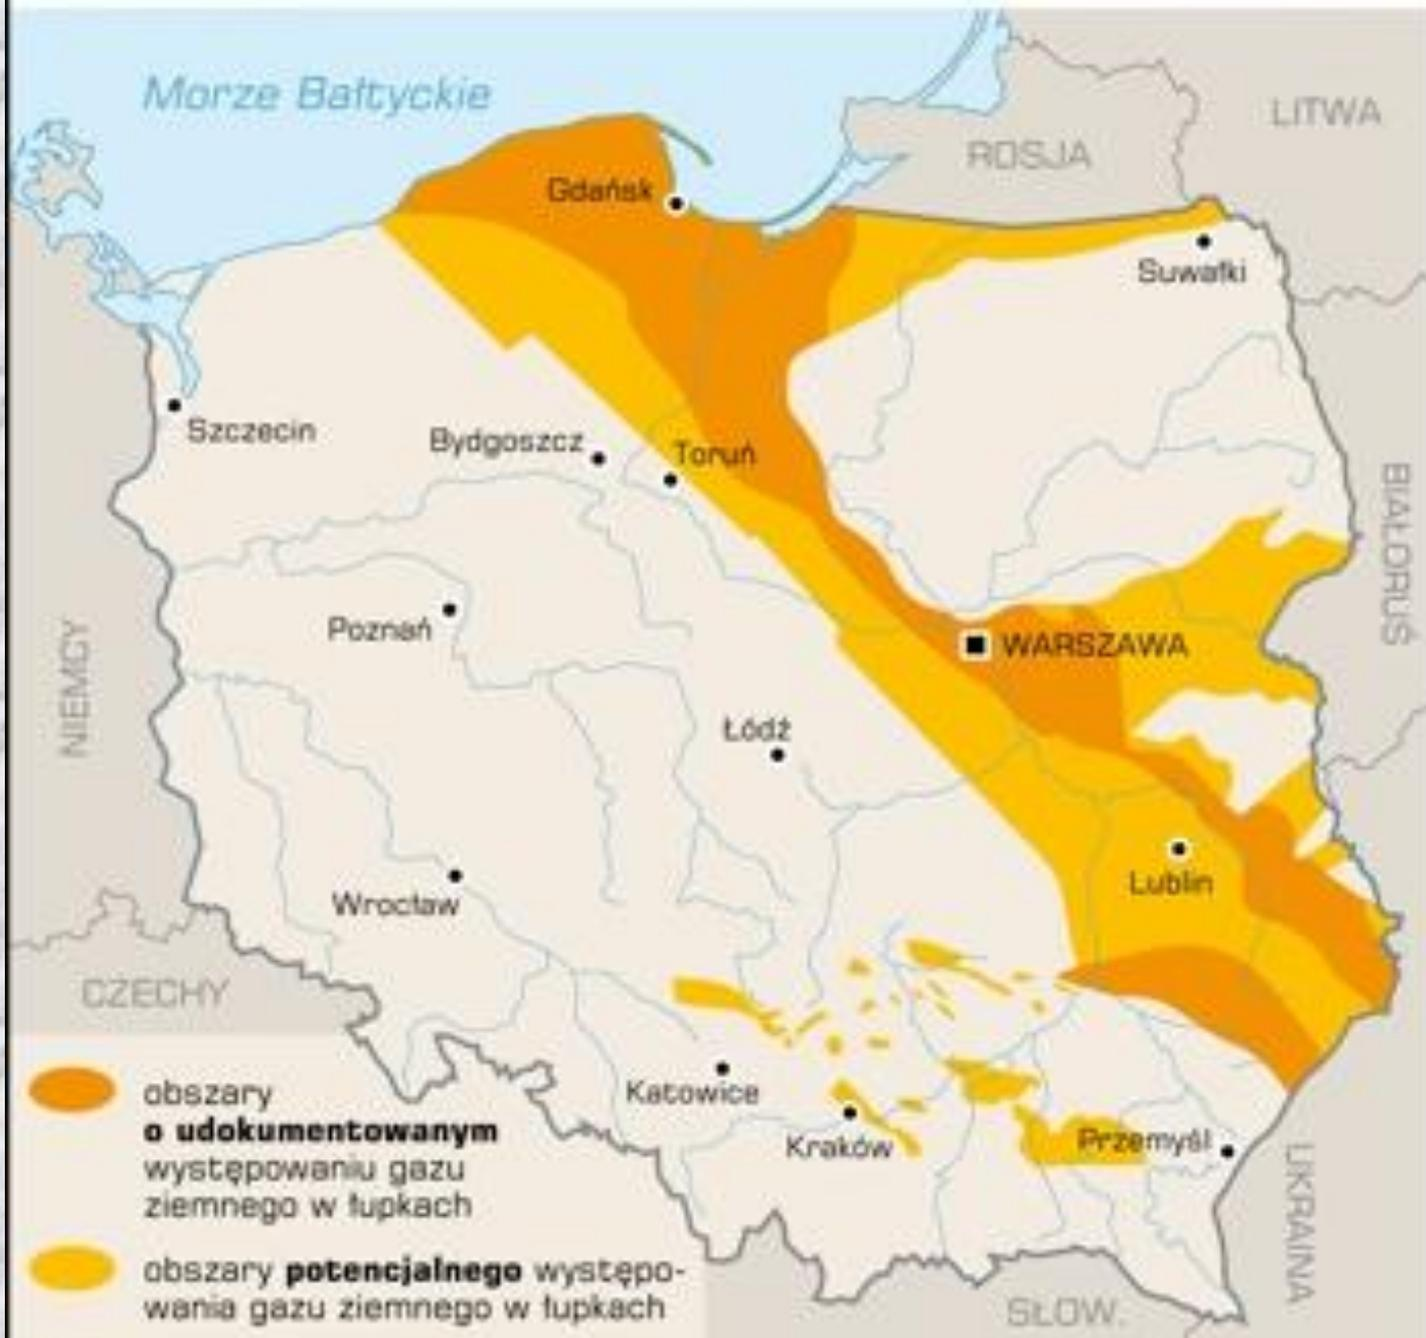 Morze Bałtyckie
LITWA
ROSJA
Gdańsk
Suwałki
Szczecin
Bydgoszcz
Toruń
BIAŁORUŚ
Poznań
WARSZAWA
NIEMCY
Łódź
Lublin
Wrocław
CZECHY
Katowice
Kraków
Przemyśl
UKRAINA
SŁOW.
obszary
o udokumentowanym
występowaniu gazu
ziemnego w łupkach
obszary potencjalnego występo-
wania gazu ziemnego w łupkach